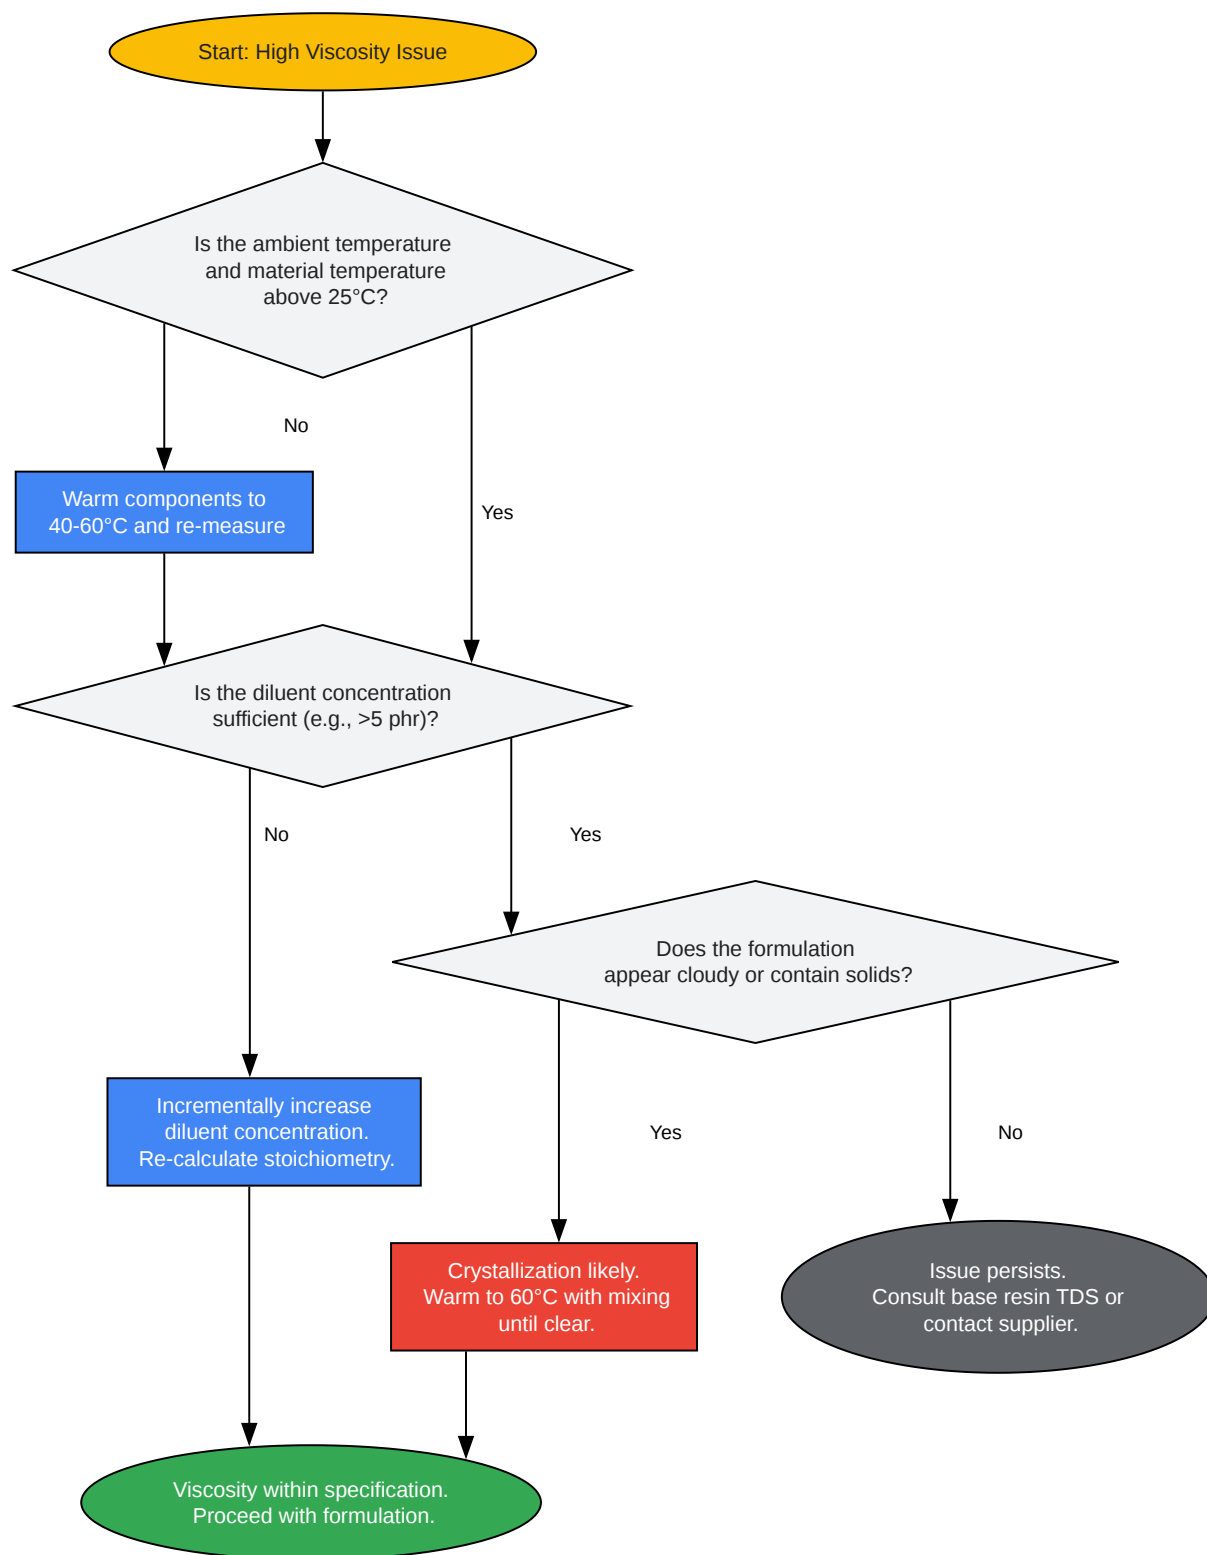 Start: High Viscosity Issue
Is the ambient temperature
and material temperature
above 25°C?
No
Warm components to
40-60°C and re-measure
Yes
Is the diluent concentration
sufficient (e.g., >5 phr)?
No
Yes
Does the formulation
appear cloudy or contain solids?
Incrementally increase
diluent concentration.
Re-calculate stoichiometry.
Yes
No
Crystallization likely.
Warm to 60°C with mixing
until clear.
Issue persists.
Consult base resin TDS or
contact supplier.
Viscosity within specification.
Proceed with formulation.